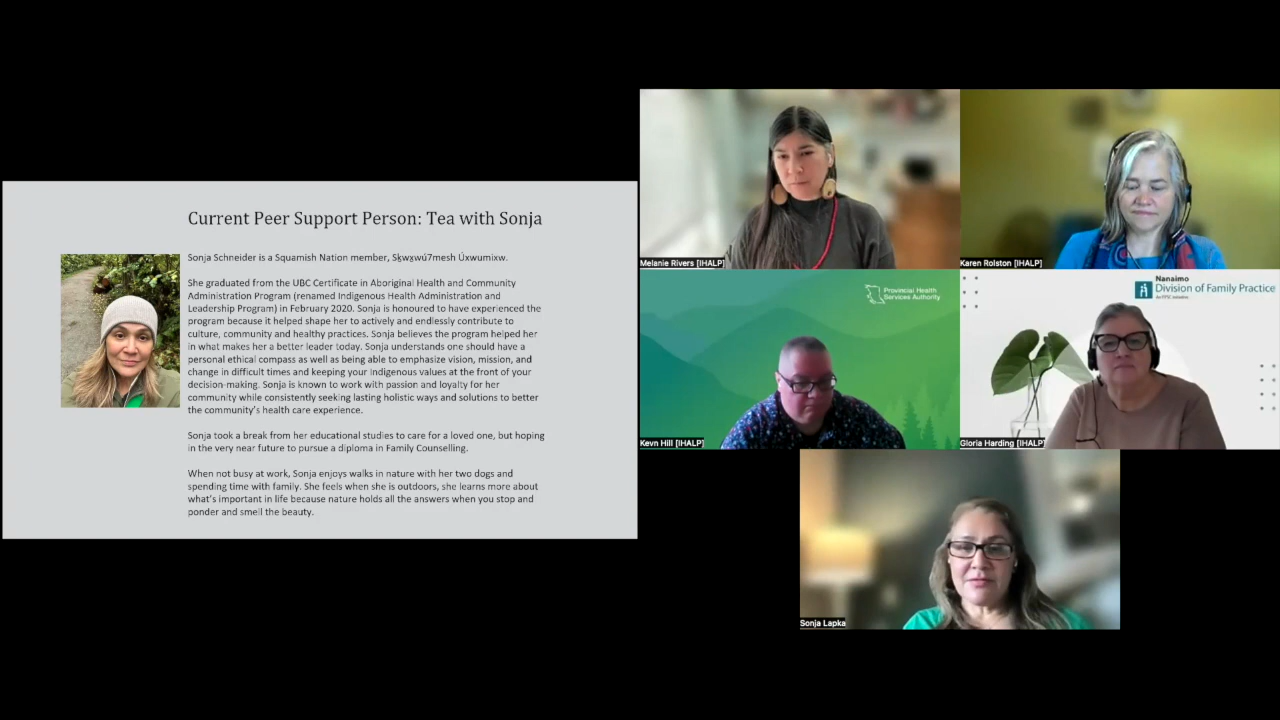 Current Peer Support Person: Tea with Sonja
Sonja Schneider is a Squamish Nation member, Sḵwx̱wú7mesh Úxwumixw.
She graduated from the UBC Certificate in Aboriginal Health and Community
Administration Program (renamed Indigenous Health Administration and
Leadership Program) in February 2020. Sonja is honoured to have experienced the
program because it helped shape her to actively and endlessly contribute to
culture, community and healthy practices. Sonja believes the program helped her
in what makes her a better leader today. Sonja understands one should have a
personal ethical compass as well as being able to emphasize vision, mission, and
change in difficult times and keeping your Indigenous values at the front of your
decision-making. Sonja is known to work with passion and loyalty for her
community while consistently seeking lasting holistic ways and solutions to better
the community's health care experience.
Sonja took a break from her educational studies to care for a loved one, but hoping
in the very near future to pursue a diploma in Family Counselling.
When not busy at work, Sonja enjoys walks in nature with her two dogs and
spending time with family. She feels when she is outdoors, she learns more about
what's important in life because nature holds all the answers when you stop and
ponder and smell the beauty.
Melanie Rivers [IHALP]
Karen Rolston [IHALP]
Provincial Health
Services Authority
Kevn Hill [IHALP]
Nanaimo
Division of Family Practice
Gloria Harding [IHALP]
Sonja Lapka